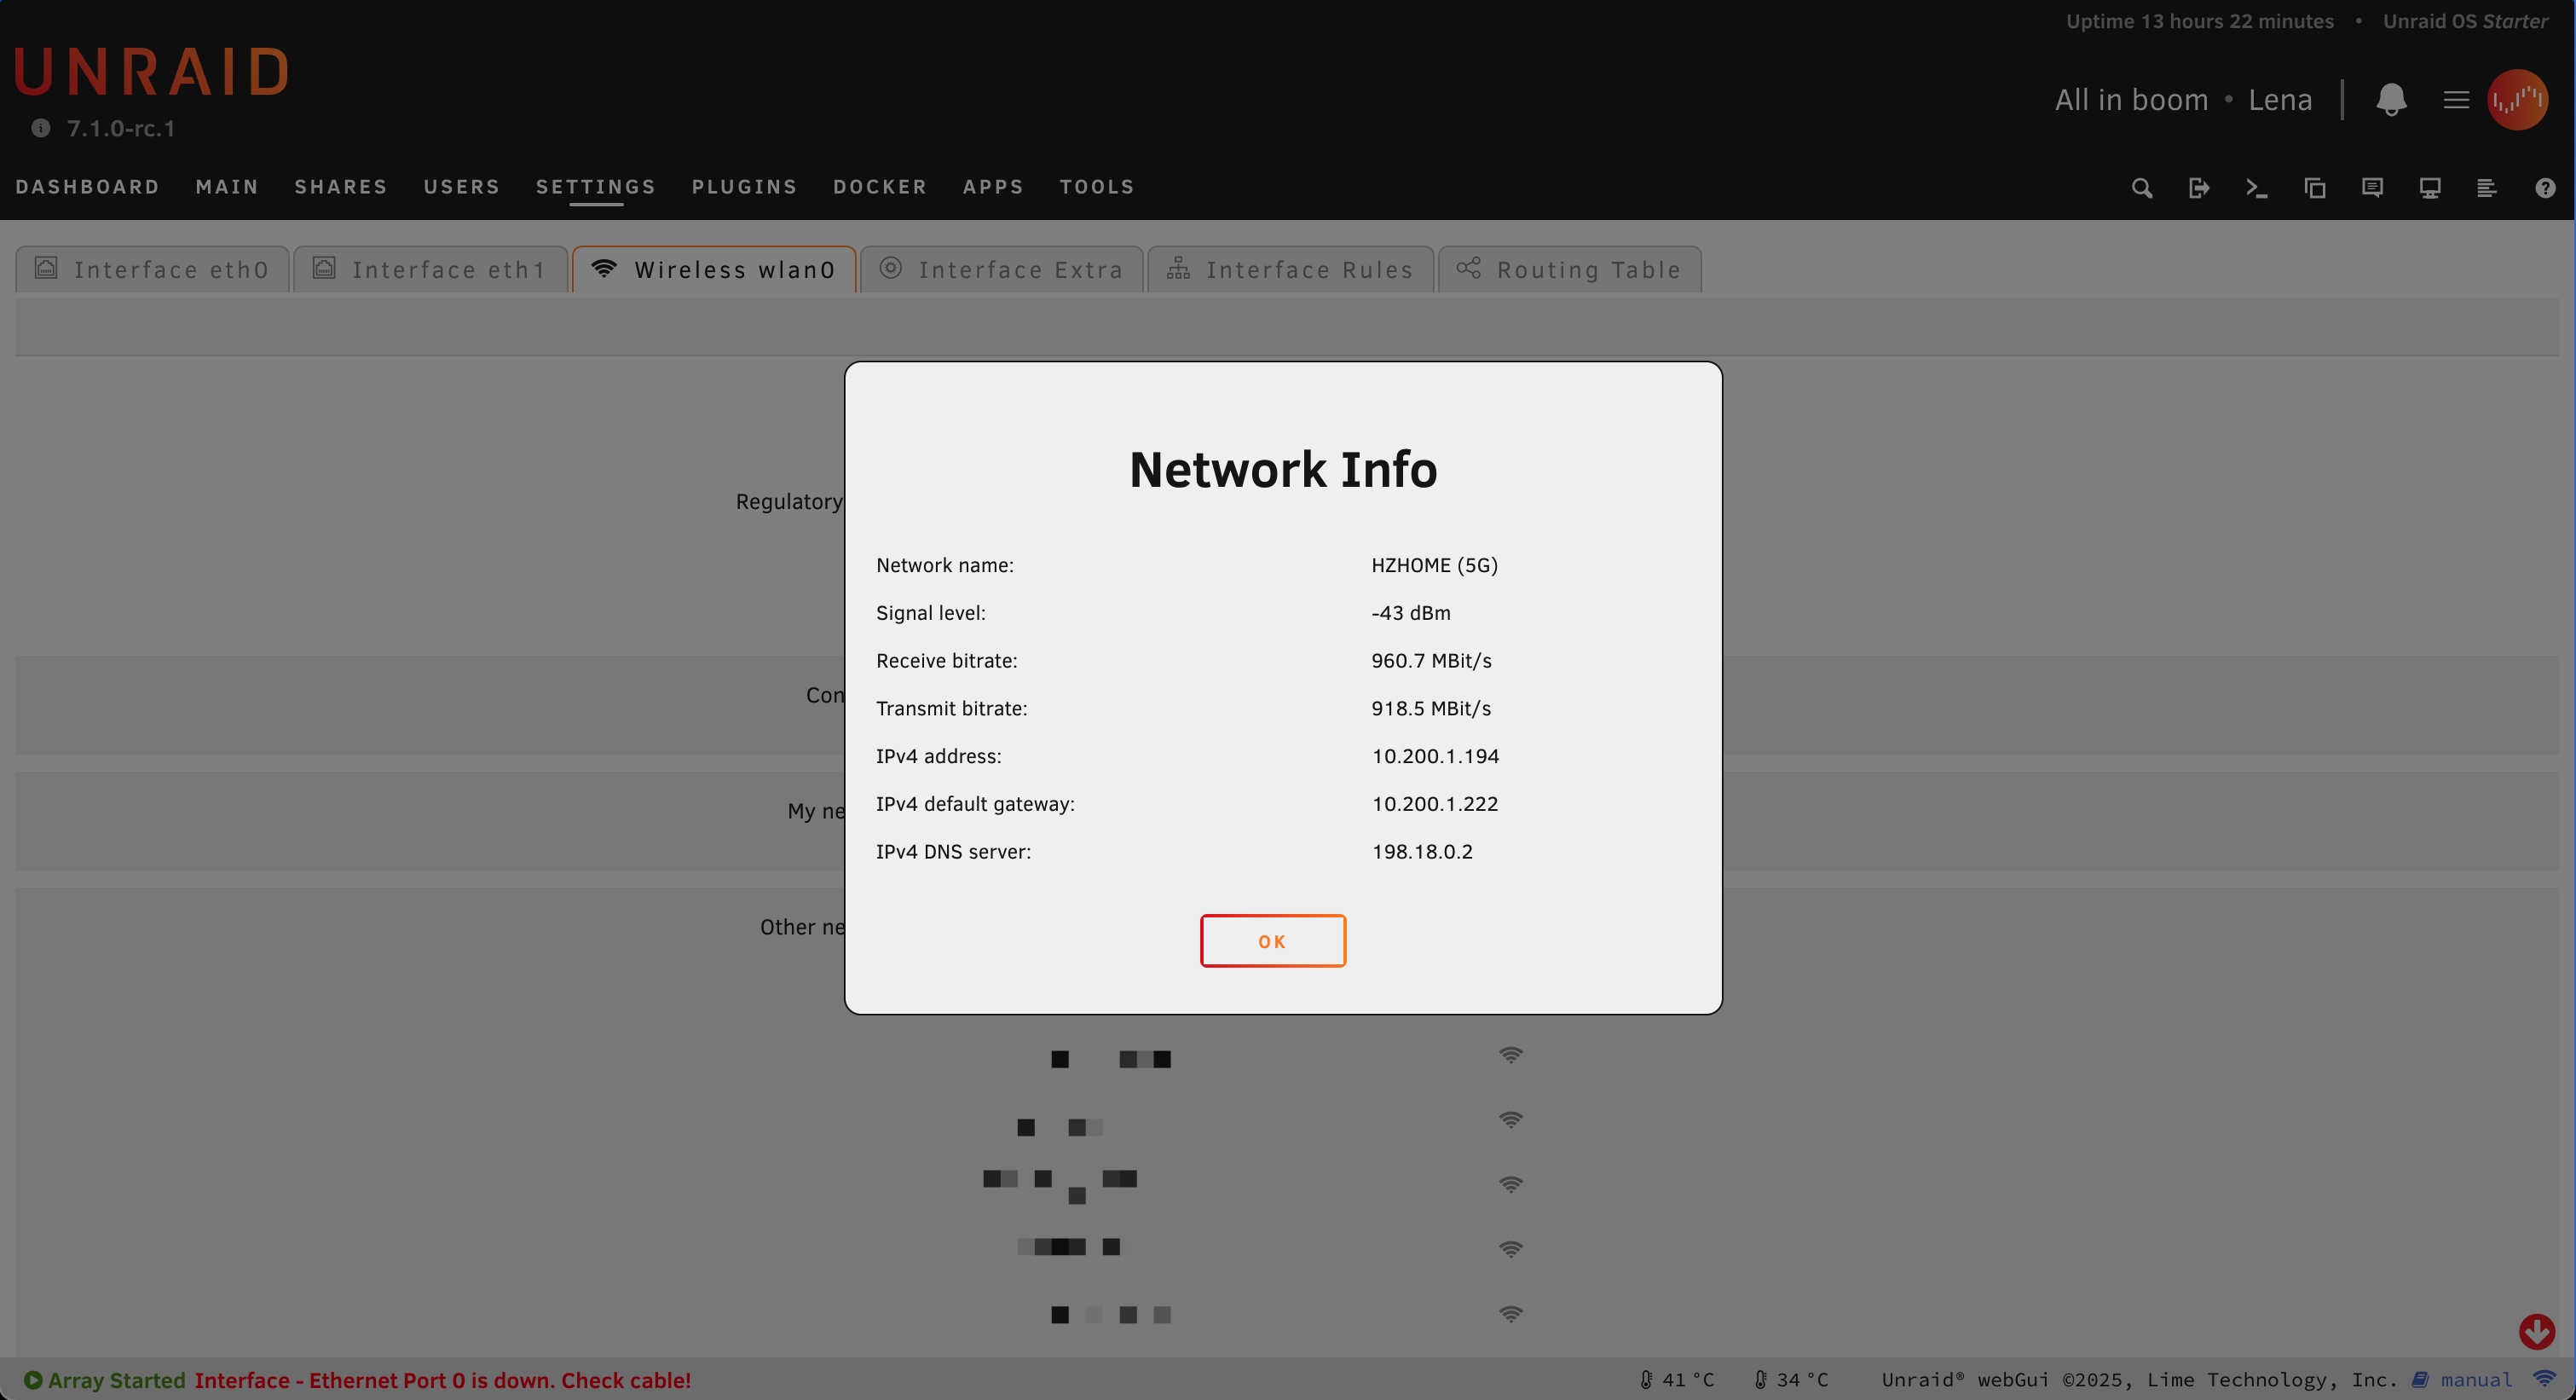 Uptime 13 hours 22 minutes • Unraid OS Starter
UNRAID
7.1.0-rc.1
All in boom • Lena
DASHBOARD MAIN SHARES USERS SETTINGS PLUGINS DOCKER APPS TOOLS
Interface eth0 Interface eth1 Wireless wlan0 Interface Extra Interface Rules Routing Table
Network Info
Regulatory
Network name: HZHOME (5G)
Signal level: -43 dBm
Receive bitrate: 960.7 MBit/s
Transmit bitrate: 918.5 MBit/s
IPv4 address: 10.200.1.194
My ne
IPv4 default gateway: 10.200.1.222
IPv4 DNS server: 198.18.0.2
Other ne
OK
Array Started Interface - Ethernet Port 0 is down. Check cable! 41 °C 34 °C Unraid® webGui ©2025, Lime Technology, Inc. manual